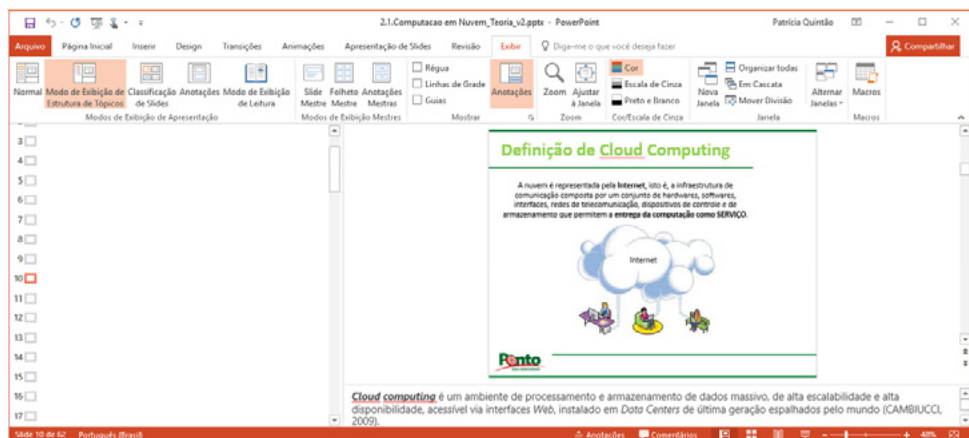 2.1.Computacao em Nuvem_Teoria_v2.pptx - PowerPoint
Patrícia Quintão
Arquivo Página Inicial Inserir Design Transições Animações Apresentação de Slides Revisão Exibir Diga-me o que você deseja fazer Compartilhar
Normal
Modo de Exibição de
Estrutura de Tópicos
Classificação
de Slides
Anotações
Modo de Exibição
de Leitura
Modos de Exibição de Apresentação
Slide
Mestre
Folheto
Mestre
Anotações
Mestras
Modos de Exibição Mestres
Régua
Linhas de Grade
Guias
Mostrar
Anotações
Zoom
Ajustar
à Janela
Zoom
Cor
Escala de Cinza
Preto e Branco
Cor/Escala de Cinza
Nova
Janela
Organizar todas
Em Cascata
Mover Divisão
Janela
Alternar
Janelas
Macros
Macros
3
4
5
6
7
8
9
10
11
12
13
14
15
16
17
Definição de Cloud Computing
A nuvem é representada pela Internet, isto é, a infraestrutura de
comunicação composta por um conjunto de hardwares, softwares,
interfaces, redes de telecomunicação, dispositivos de controle e de
armazenamento que permitem a entrega da computação como SERVIÇO.
Internet
Ponto
Cloud computing é um ambiente de processamento e armazenamento de dados massivo, de alta escalabilidade e alta
disponibilidade, acessível via interfaces Web, instalado em Data Centers de última geração espalhados pelo mundo (CAMBIUCCI,
2009).
Slide 10 de 62 Português (Brasil) Anotações Comentários 48%